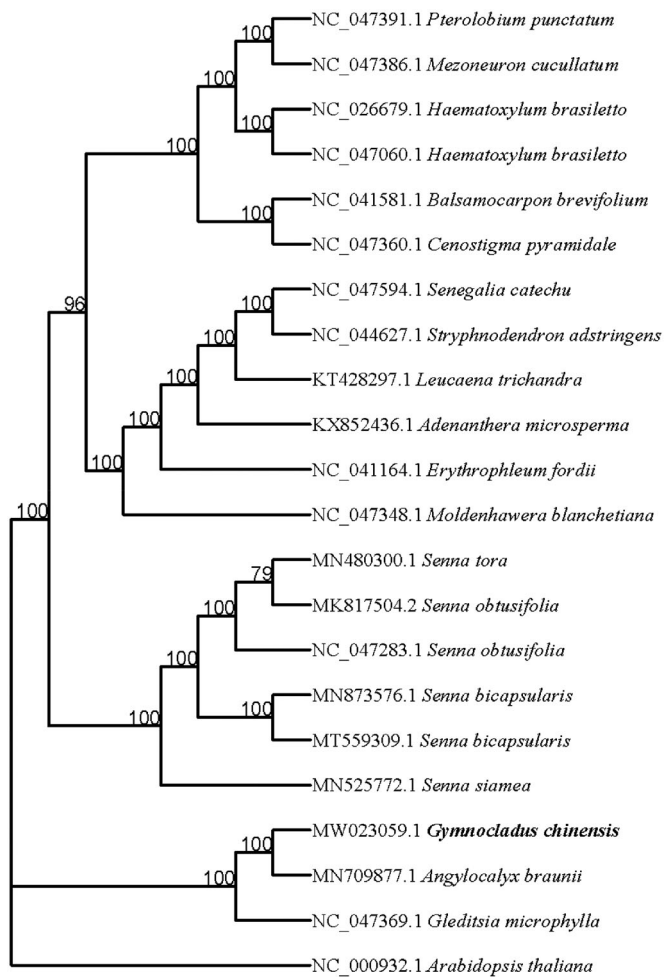 NC_047391.1 Pterolobium punctatum
100
NC_047386.1 Mezoneuron cucullatum
100
NC_026679.1 Haematoxylum brasiletto
100
NC_047060.1 Haematoxylum brasiletto
100
NC_041581.1 Balsamocarpon brevifolium
100
NC_047360.1 Cenostigma pyramidale
96
NC_047594.1 Senegalia catechu
100
NC_044627.1 Stryphnodendron adstringens
100
KT428297.1 Leucaena trichandra
100
KX852436.1 Adenanthera microsperma
100
NC_041164.1 Erythrophleum fordii
100
NC_047348.1 Moldenhawera blanchetiana
100
MN480300.1 Senna tora
79
MK817504.2 Senna obtusifolia
100
NC_047283.1 Senna obtusifolia
100
MN873576.1 Senna bicapsularis
100
MT559309.1 Senna bicapsularis
100
MN525772.1 Senna siamea
MW023059.1 Gymnocladus chinensis
100
MN709877.1 Angylocalyx braunii
100
NC_047369.1 Gleditsia microphylla
NC_000932.1 Arabidopsis thaliana